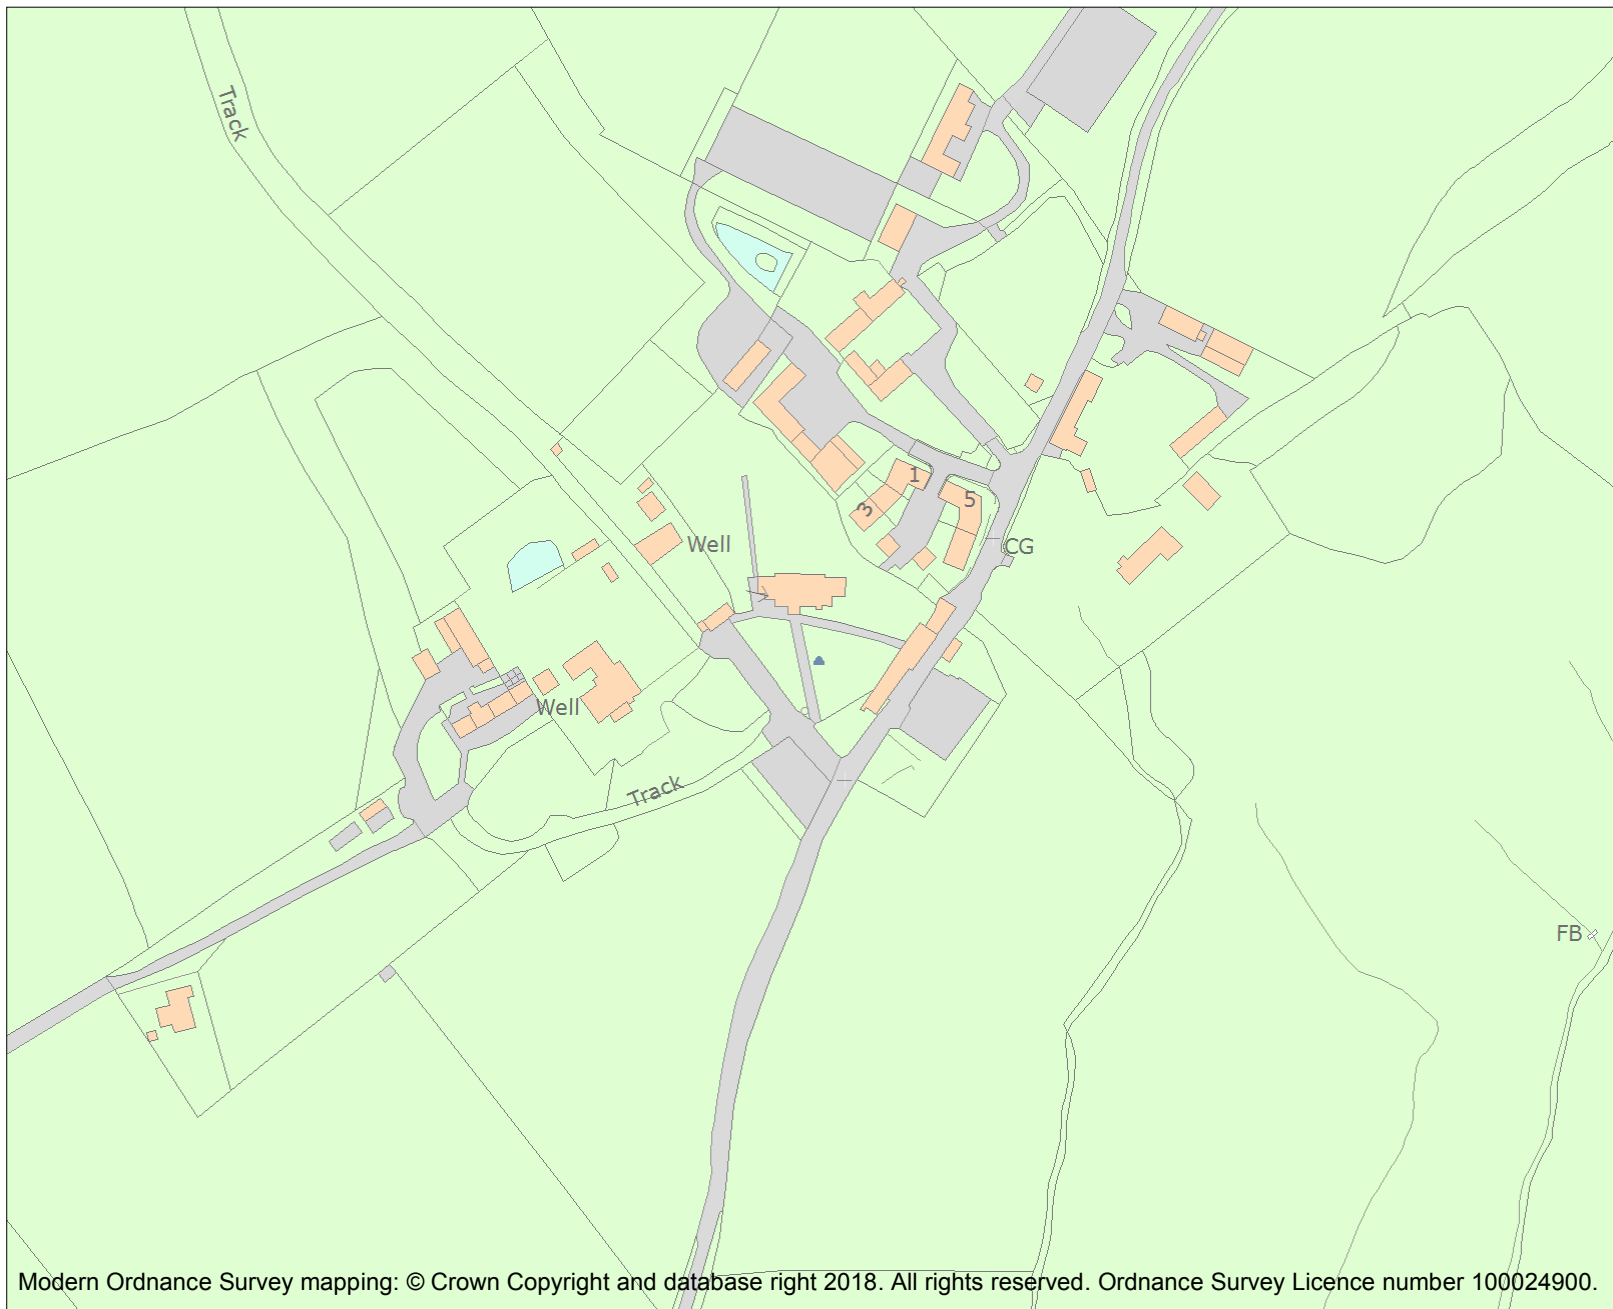 Track
1
5
3
Well
CG
Well
Track
FB
Modern Ordnance Survey mapping: © Crown Copyright and database right 2018. All rights reserved. Ordnance Survey Licence number 100024900.